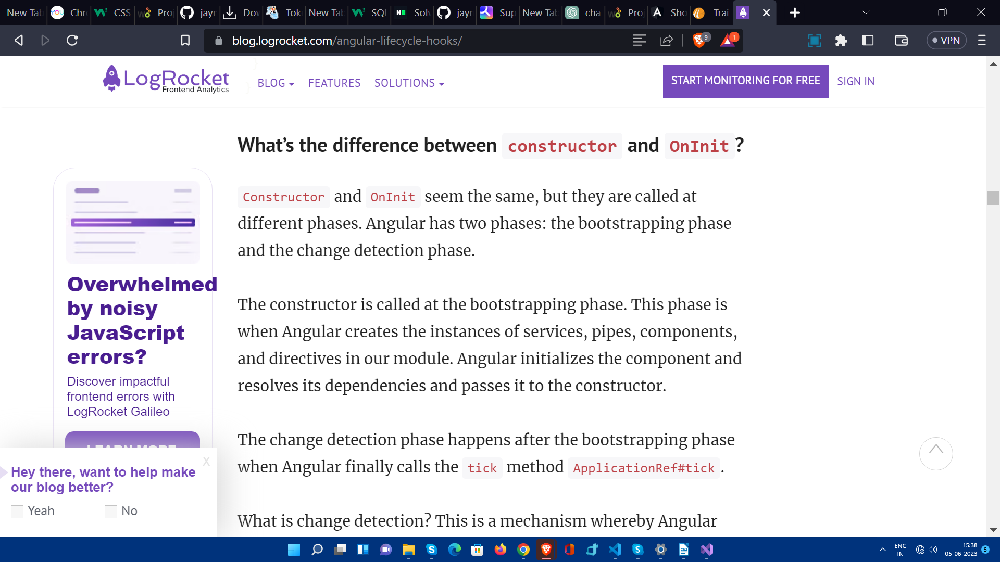 New Tab
Chr
CSS
Proj
jayr
Dov
Tok
New Tab
SQL
Solv
jayr
Sup
New Tab
cha
Proj
Sho
Trai
blog.logrocket.com/angular-lifecycle-hooks/
9
1
VPN
LogRocket
Frontend Analytics
BLOG
FEATURES
SOLUTIONS
START MONITORING FOR FREE
SIGN IN
What’s the difference between constructor and OnInit?
Constructor and OnInit seem the same, but they are called at
different phases. Angular has two phases: the bootstrapping phase
and the change detection phase.
The constructor is called at the bootstrapping phase. This phase is
when Angular creates the instances of services, pipes, components,
and directives in our module. Angular initializes the component and
resolves its dependencies and passes it to the constructor.
The change detection phase happens after the bootstrapping phase
when Angular finally calls the tick method ApplicationRef#tick.
What is change detection? This is a mechanism whereby Angular
Overwhelmed
by noisy
JavaScript
errors?
Discover impactful
frontend errors with
LogRocket Galileo
LEARN MORE
X
Hey there, want to help make
our blog better?
Yeah
No
ENG
IN
15:38
05-06-2023
5